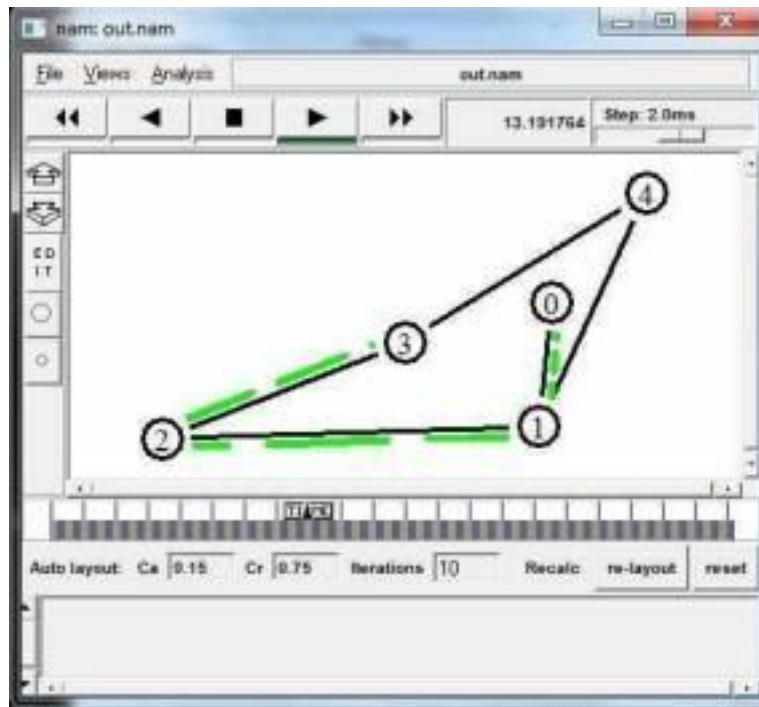 nam: out.nam
File Views Analysis out.nam
13.191764 Step: 2.0ms
4
E D
I T
0
3
1
2
TIME
Auto layout: Ca 0.15 Cr 0.75 Iterations 10 Recalc re-layout reset